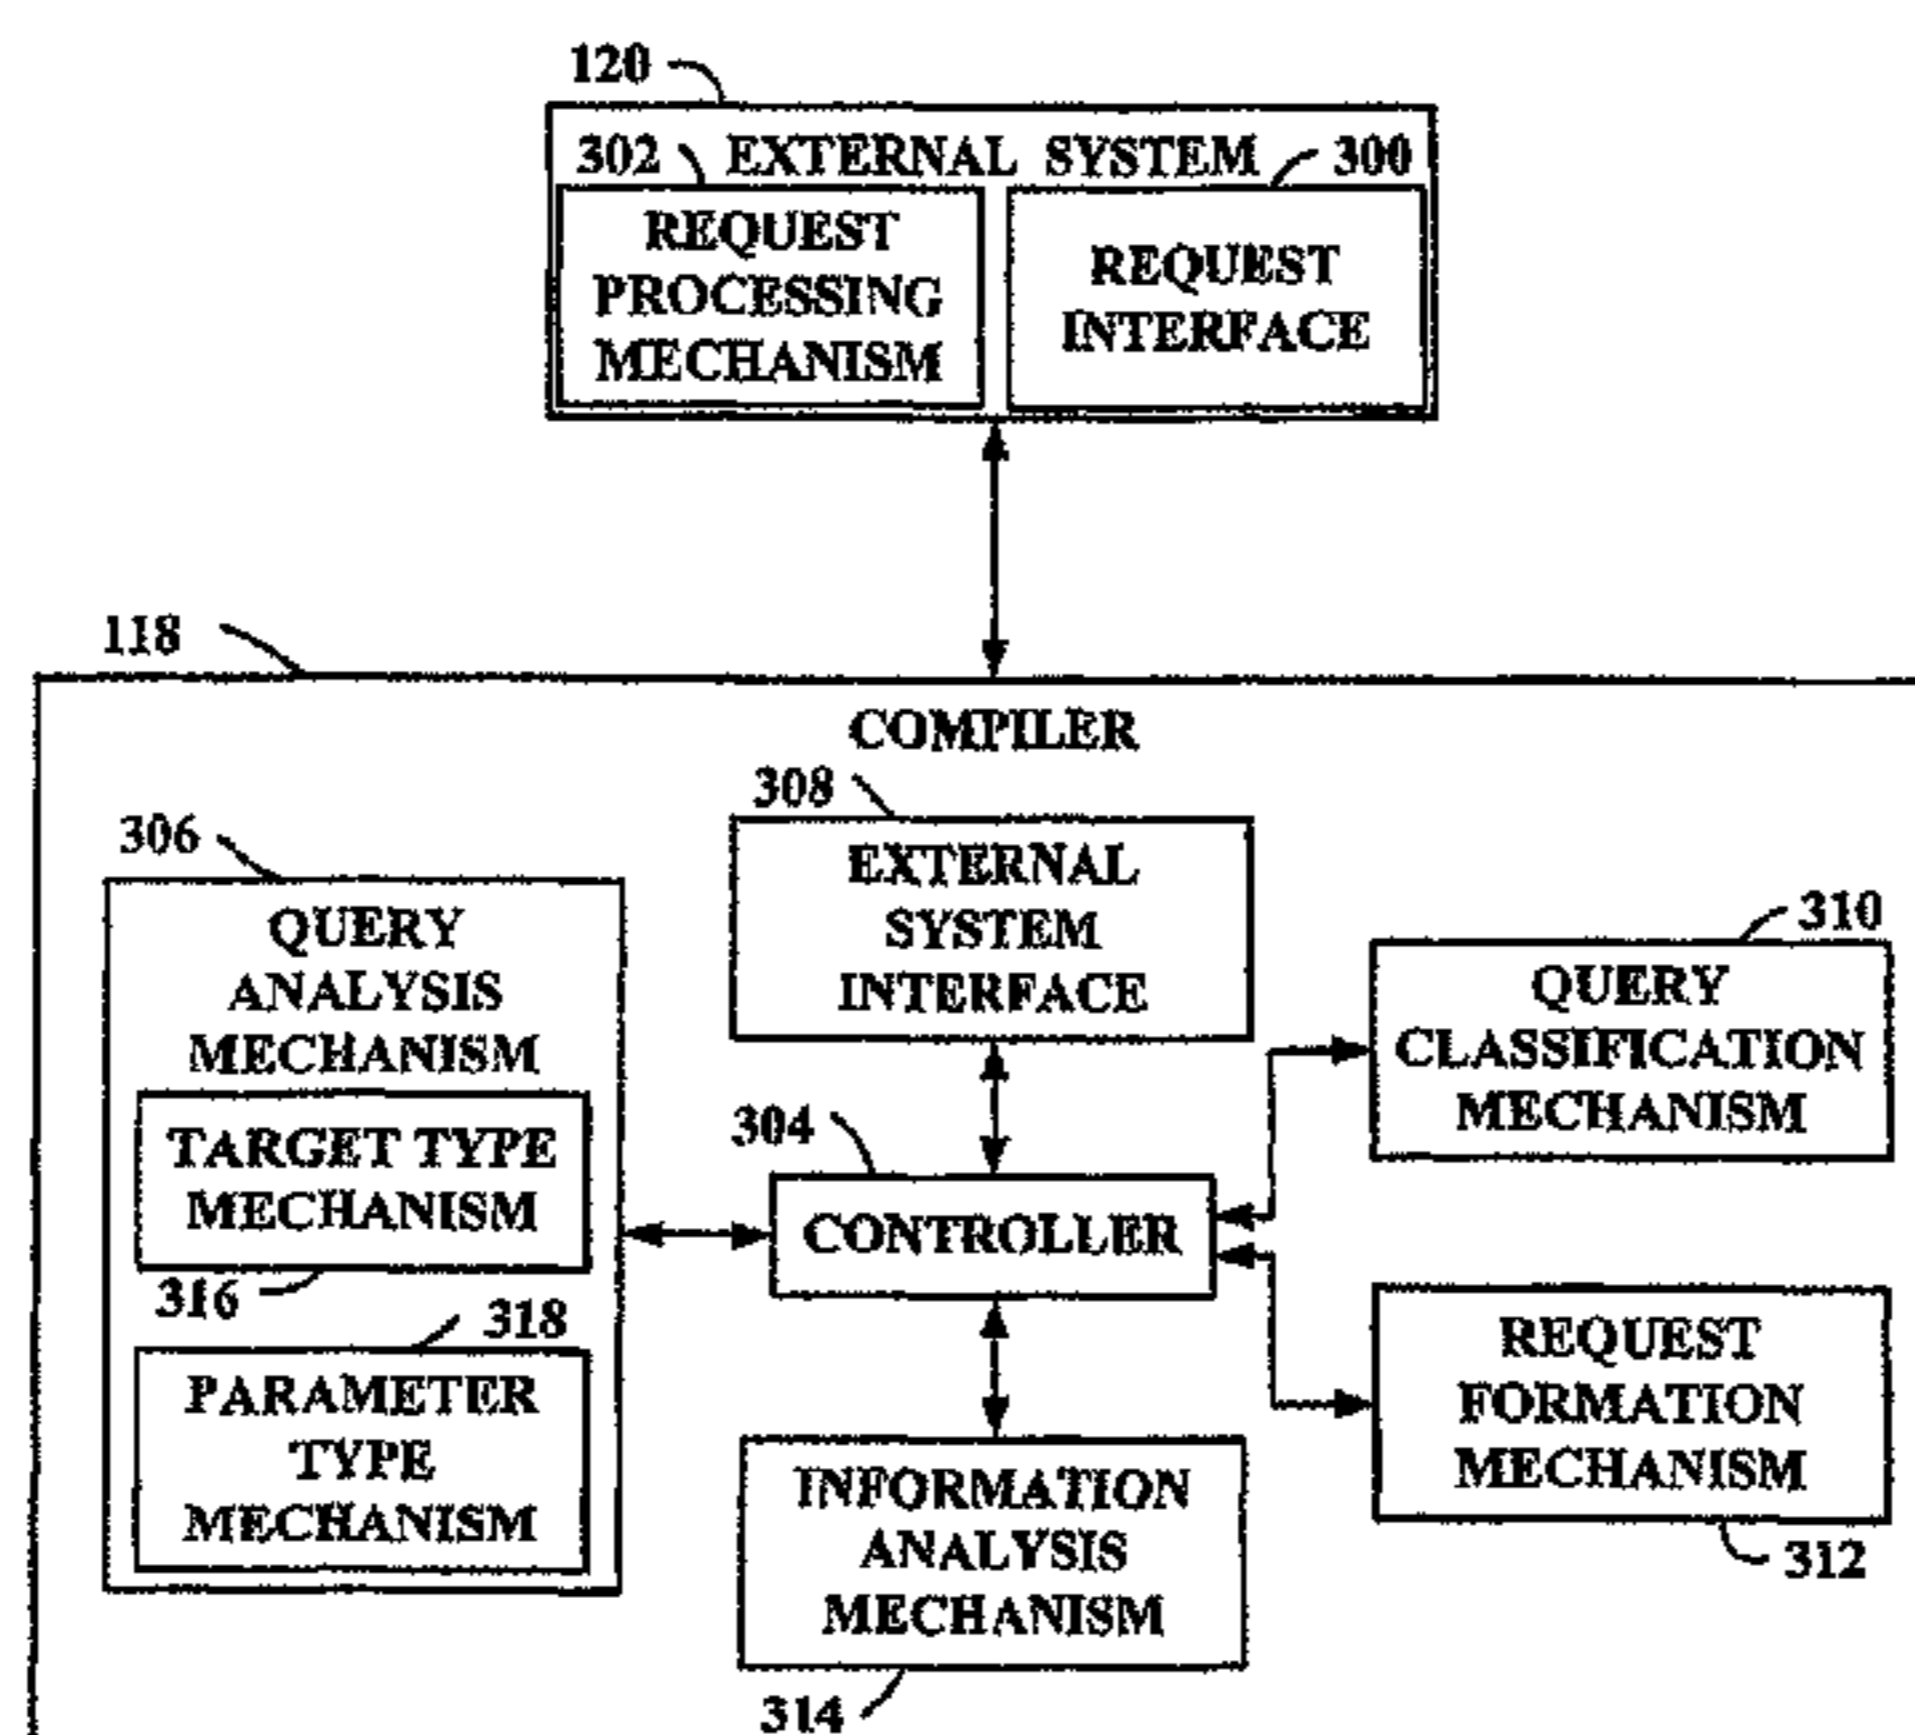 120
302 EXTERNAL SYSTEM 300
REQUEST
PROCESSING
MECHANISM
REQUEST
INTERFACE
118
COMPILER
308
EXTERNAL
SYSTEM
INTERFACE
306
QUERY
ANALYSIS
MECHANISM
TARGET TYPE
MECHANISM
316
318
PARAMETER
TYPE
MECHANISM
304
CONTROLLER
310
QUERY
CLASSIFICATION
MECHANISM
REQUEST
FORMATION
MECHANISM
312
INFORMATION
ANALYSIS
MECHANISM
314